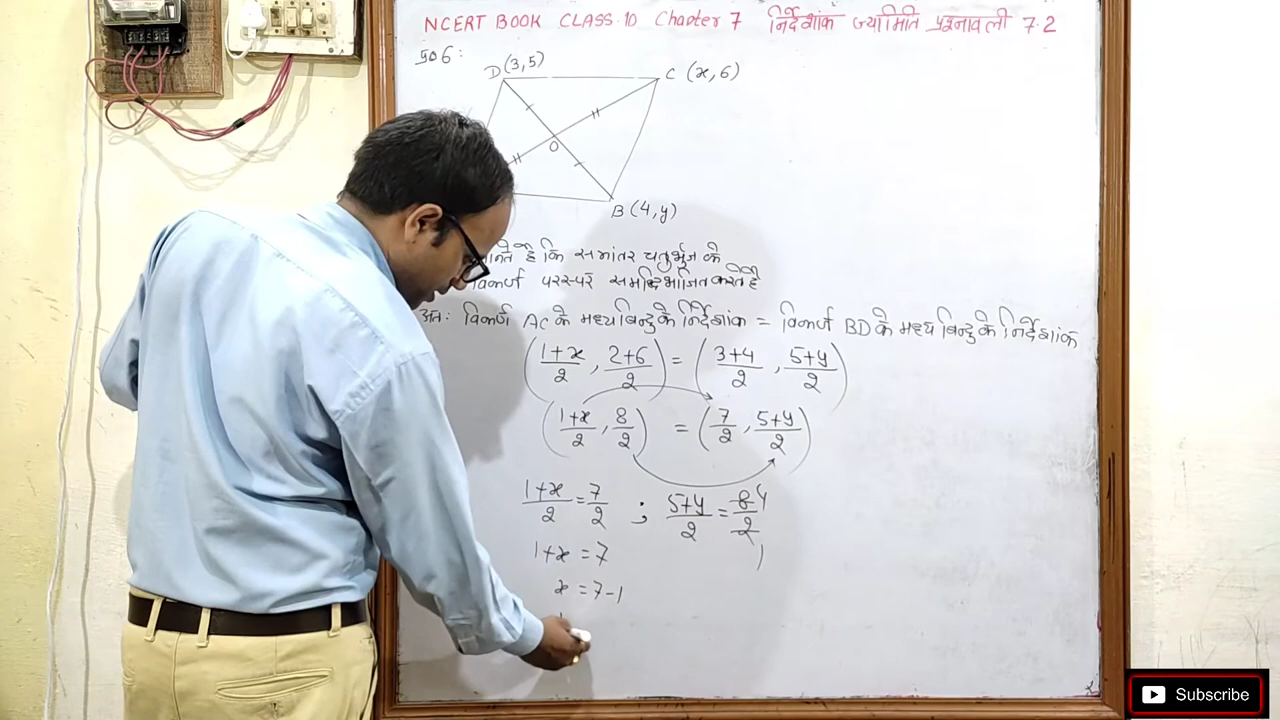 NCERT BOOK CLASS-10 Chapter 7 निर्देशांक ज्यामिति प्रश्नावली 7.2
प्र०6:
D(3,5)
C (x,6)
O
B(4,y)
है कि समांतर चतुर्भुज के
विकर्ण परस्पर समद्विभाजित करते है
अतः विकर्ण AC के मध्य बिन्दु के निर्देशांक = विकर्ण BD के मध्य बिन्दु के निर्देशांक
(1+x/2, 2+6/2) = (3+4/2, 5+y/2)
(1+x/2, 8/2) = (7/2, 5+y/2)
1+x/2 = 7/2 ; 5+y/2 = 8/2 4
1+x = 7 1
x = 7-1
Subscribe